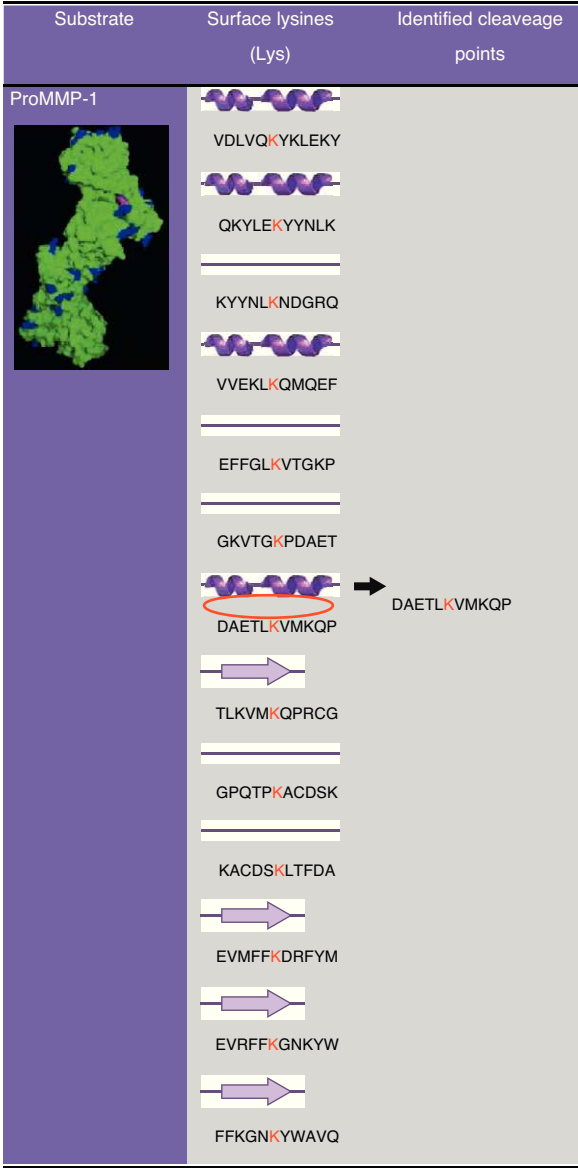 Substrate
Surface lysines
(Lys)
Identified cleaveage
points
ProMMP-1
VDLVQKYKLEKY
QKYLEKYYNLK
KYYNLKNDGRQ
VVEKLKQMQEF
EFFGLKVTGKP
GKVTGKPDAET
DAETLKVMKQP
DAETLKVMKQP
TLKVMKQPRCG
GPQTPKACDSK
KACDSKLTFDA
EVMFFKDRFYM
EVRFFKGNKYW
FFKGNKYWAVQ